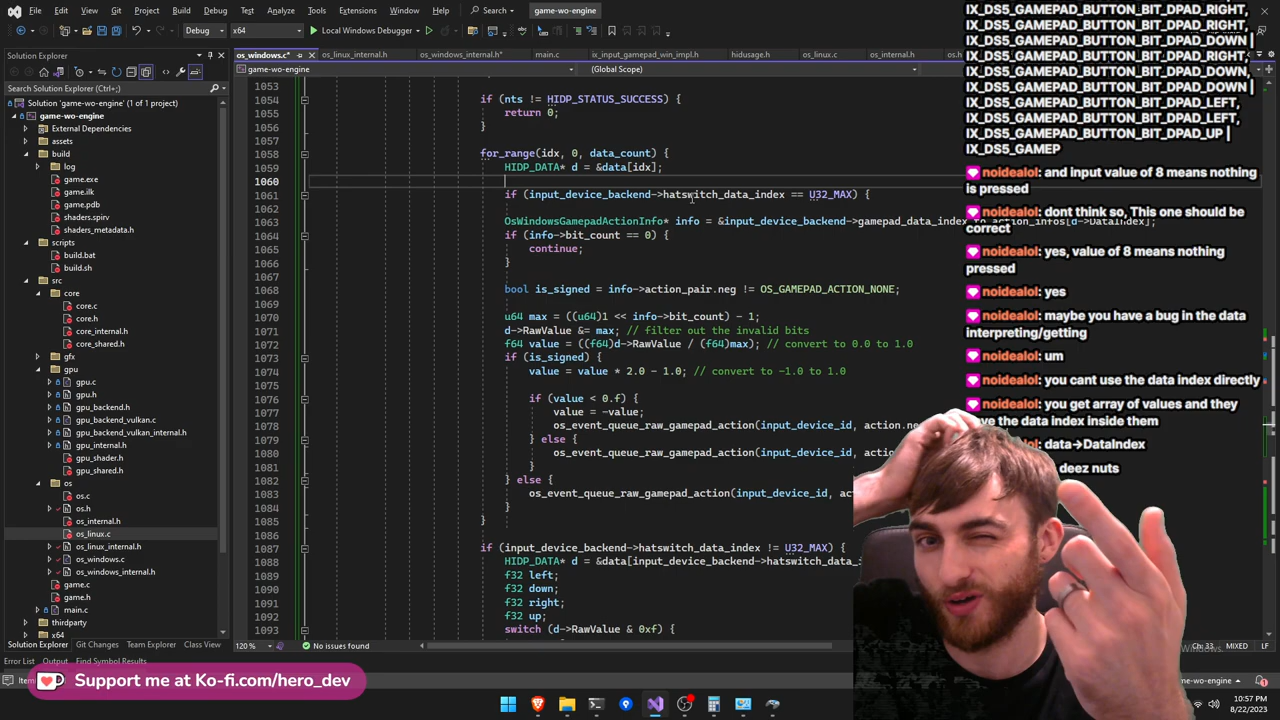 File Edit View Git Project Build Debug Test Analyze Tools Extensions Window Help Search game-wo-engine
Debug x64 Local Windows Debugger
Solution Explorer
Search Solution Explorer (Ctrl+;)
Solution 'game-wo-engine' (1 of 1 project)
game-wo-engine
External Dependencies
assets
build
log
game.exe
game.ilk
game.pdb
shaders.spirv
shaders_metadata.h
scripts
build.bat
build.sh
src
core
core.c
core.h
core_internal.h
core_shared.h
gfx
gpu
gpu.c
gpu.h
gpu_backend.h
gpu_backend_vulkan.c
gpu_backend_vulkan_internal.h
gpu_internal.h
gpu_shader.h
gpu_shared.h
os
os.c
os.h
os_internal.h
os_linux.c
os_linux_internal.h
os_windows.c
os_windows_internal.h
game.c
game.h
main.c
thirdparty
x64
Solution Explorer Git Changes Team Explorer Class View
Error List Output Find Symbol Results
os_windows.c* os_linux_internal.h os_windows_internal.h* main.c ix_input_gamepad_win_impl.h hidusage.h os_linux.c os_internal.h
game-wo-engine (Global Scope)
1053
1054 if (nts != HIDP_STATUS_SUCCESS) {
1055 return 0;
1056 }
1057
1058 for_range(idx, 0, data_count) {
1059 HIDP_DATA* d = &data[idx];
1060
1061 if (input_device_backend->hatswitch_data_index == U32_MAX) {
1062
1063 OsWindowsGamepadActionInfo* info = &input_device_backend->gamepad_data_index_to_action_infos[d->DataIndex];
1064 if (info->bit_count == 0) {
1065 continue;
1066 }
1067
1068 bool is_signed = info->action_pair.neg != OS_GAMEPAD_ACTION_NONE;
1069
1070 u64 max = ((u64)1 << info->bit_count) - 1;
1071 d->RawValue &= max; // filter out the invalid bits
1072 f64 value = ((f64)d->RawValue / (f64)max); // convert to 0.0 to 1.0
1073 if (is_signed) {
1074 value = value * 2.0 - 1.0; // convert to -1.0 to 1.0
1075
1076 if (value < 0.f) {
1077 value = -value;
1078 os_event_queue_raw_gamepad_action(input_device_id, action.ne
1079 } else {
1080 os_event_queue_raw_gamepad_action(input_device_id, action.
1081 }
1082 } else {
1083 os_event_queue_raw_gamepad_action(input_device_id, ac
1084 }
1085 }
1086
1087 if (input_device_backend->hatswitch_data_index != U32_MAX) {
1088 HIDP_DATA* d = &data[input_device_backend->hatswitch_data_i
1089 f32 left;
1090 f32 down;
1091 f32 right;
1092 f32 up;
1093 switch (d->RawValue & 0xf) {
120 % No issues found Ch: 33 MIXED LF
IX_DS5_GAMEPAD_BUTTON_BIT_DPAD_RIGHT,
IX_DS5_GAMEPAD_BUTTON_BIT_DPAD_RIGHT,
IX_DS5_GAMEPAD_BUTTON_BIT_DPAD_DOWN |
IX_DS5_GAMEPAD_BUTTON_BIT_DPAD_RIGHT,
IX_DS5_GAMEPAD_BUTTON_BIT_DPAD_DOWN,
IX_DS5_GAMEPAD_BUTTON_BIT_DPAD_DOWN |
IX_DS5_GAMEPAD_BUTTON_BIT_DPAD_LEFT,
IX_DS5_GAMEPAD_BUTTON_BIT_DPAD_LEFT,
IX_DS5_GAMEPAD_BUTTON_BIT_DPAD_UP |
IX_DS5_GAMEP
noidealol: and input value of 8 means nothing
is pressed
noidealol: dont think so, This one should be
correct
noidealol: yes, value of 8 means nothing
pressed
noidealol: yes
noidealol: maybe you have a bug in the data
interpreting/getting
noidealol: um
noidealol: you cant use the data index directly
noidealol: you get array of values and they
the data index inside them
noidealol: data->DataIndex
deez nuts
Support me at Ko-fi.com/hero_dev
10:57 PM
8/22/2023